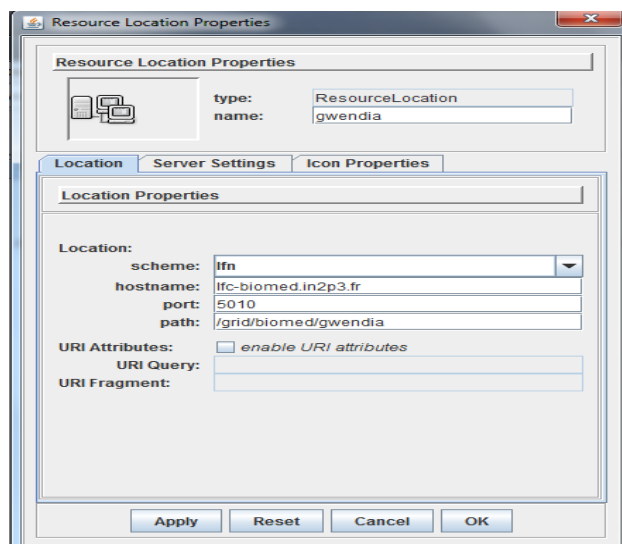 Resource Location Properties
Resource Location Properties
type: ResourceLocation
name: gwendia
Location Server Settings Icon Properties
Location Properties
Location:
scheme: lfn
hostname: lfc-biomed.in2p3.fr
port: 5010
path: /grid/biomed/gwendia
URI Attributes: enable URI attributes
URI Query:
URI Fragment:
Apply Reset Cancel OK